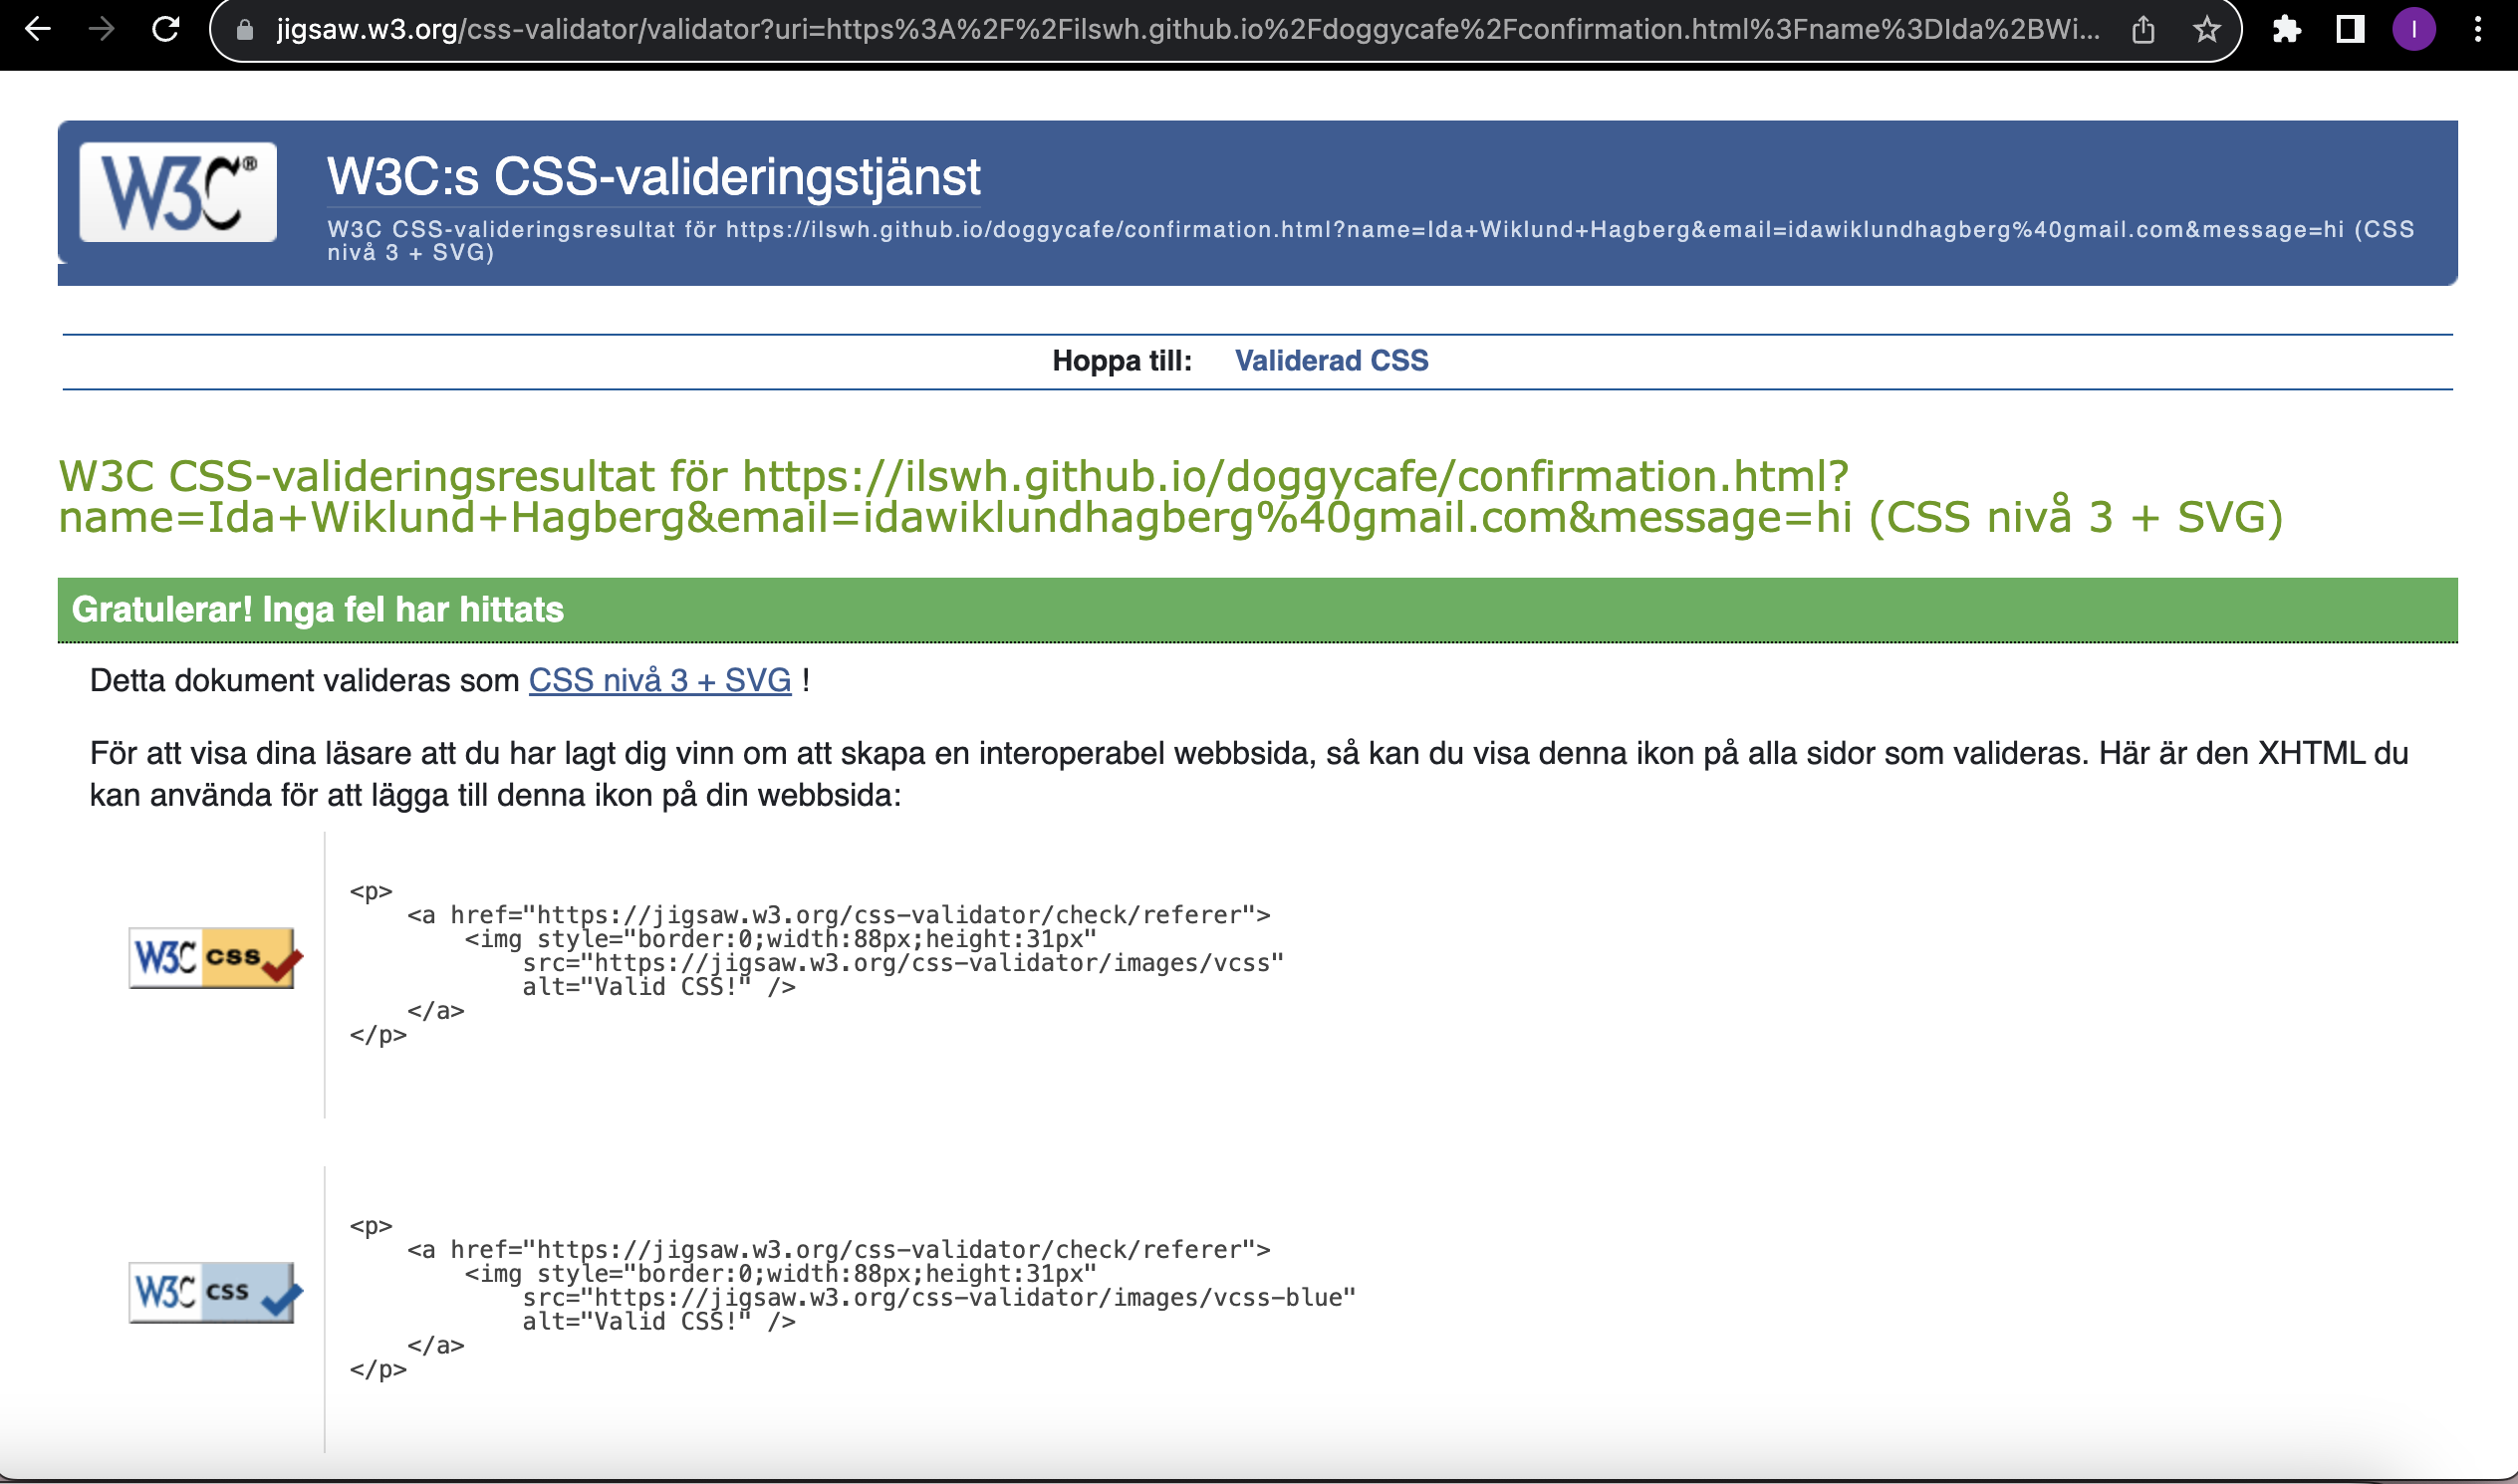 jigsaw.w3.org/css-validator/validator?uri=https%3A%2F%2Filswh.github.io%2Fdoggycafe%2Fconfirmation.html%3Fname%3DIda%2BWi...
I
W3C®
W3C:s CSS-valideringstjänst
W3C CSS-valideringsresultat för https://ilswh.github.io/doggycafe/confirmation.html?name=Ida+Wiklund+Hagberg&email=idawiklundhagberg%40gmail.com&message=hi (CSS
nivå 3 + SVG)
Hoppa till: Validerad CSS
W3C CSS-valideringsresultat för https://ilswh.github.io/doggycafe/confirmation.html?
name=Ida+Wiklund+Hagberg&email=idawiklundhagberg%40gmail.com&message=hi (CSS nivå 3 + SVG)
Gratulerar! Inga fel har hittats
Detta dokument valideras som CSS nivå 3 + SVG !
För att visa dina läsare att du har lagt dig vinn om att skapa en interoperabel webbsida, så kan du visa denna ikon på alla sidor som valideras. Här är den XHTML du
kan använda för att lägga till denna ikon på din webbsida:
W3C css
<p>
<a href="https://jigsaw.w3.org/css-validator/check/referer">
<img style="border:0;width:88px;height:31px"
src="https://jigsaw.w3.org/css-validator/images/vcss"
alt="Valid CSS!" />
</a>
</p>
W3C css
<p>
<a href="https://jigsaw.w3.org/css-validator/check/referer">
<img style="border:0;width:88px;height:31px"
src="https://jigsaw.w3.org/css-validator/images/vcss-blue"
alt="Valid CSS!" />
</a>
</p>